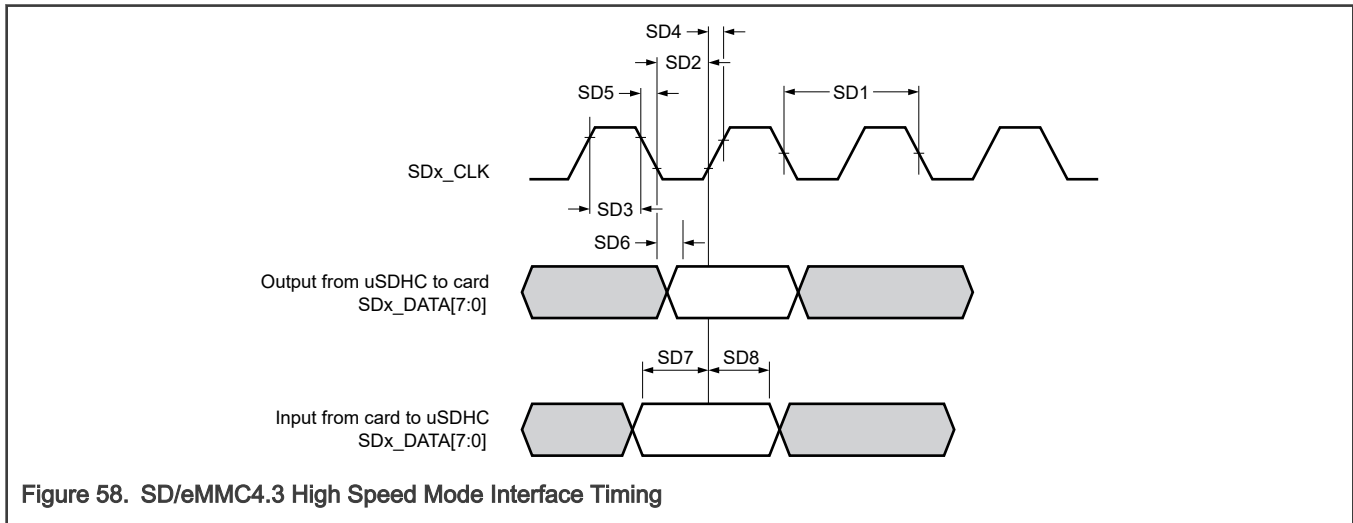 SD4
SD2
SD5
SD1
SDx_CLK
SD3
SD6
Output from uSDHC to card
SDx_DATA[7:0]
SD7 SD8
Input from card to uSDHC
SDx_DATA[7:0]
Figure 58. SD/eMMC4.3 High Speed Mode Interface Timing